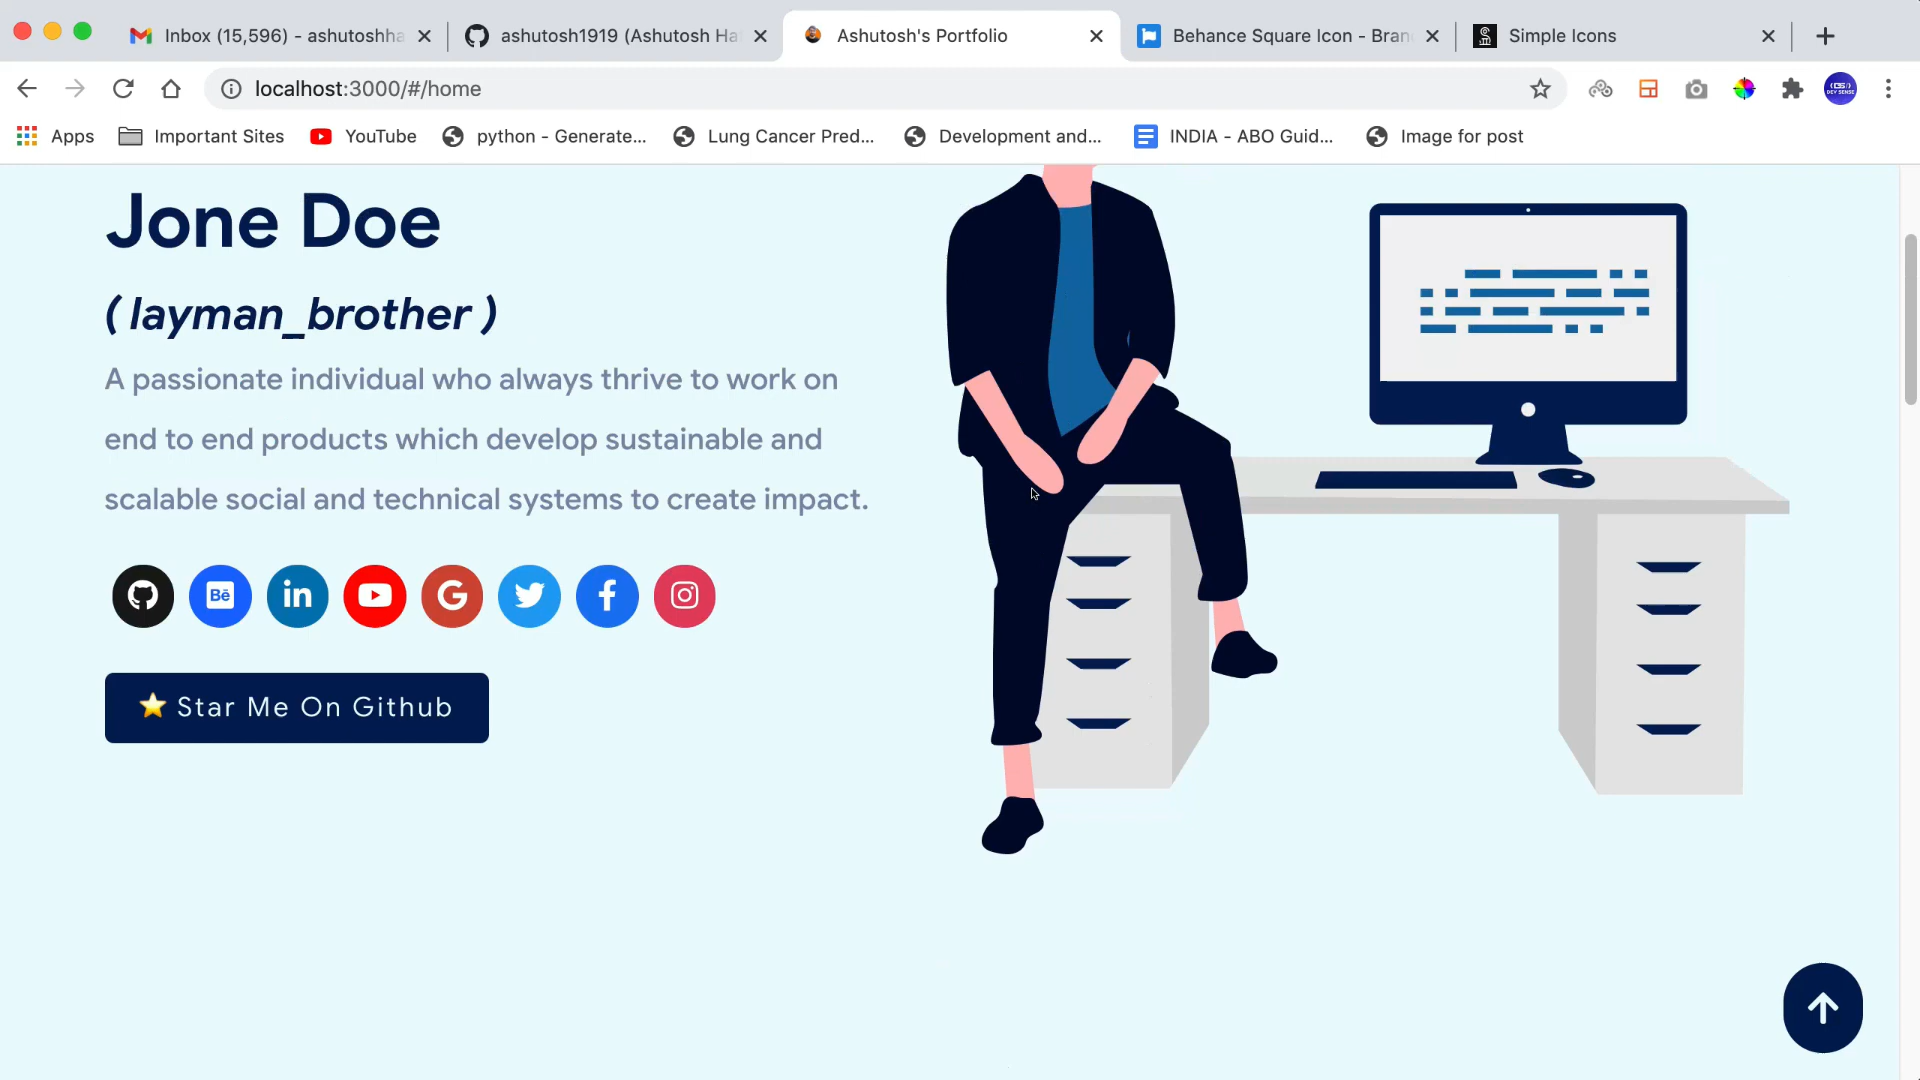 Inbox (15,596) - ashutoshha
ashutosh1919 (Ashutosh Ha
Ashutosh's Portfolio
Behance Square Icon - Bran
Simple Icons
localhost:3000/#/home
Apps
Important Sites
YouTube
python - Generate...
Lung Cancer Pred...
Development and...
INDIA - ABO Guid...
Image for post
Jone Doe
( layman_brother )
A passionate individual who always thrive to work on
end to end products which develop sustainable and
scalable social and technical systems to create impact.
Bē
in
G
f
⭐ Star Me On Github